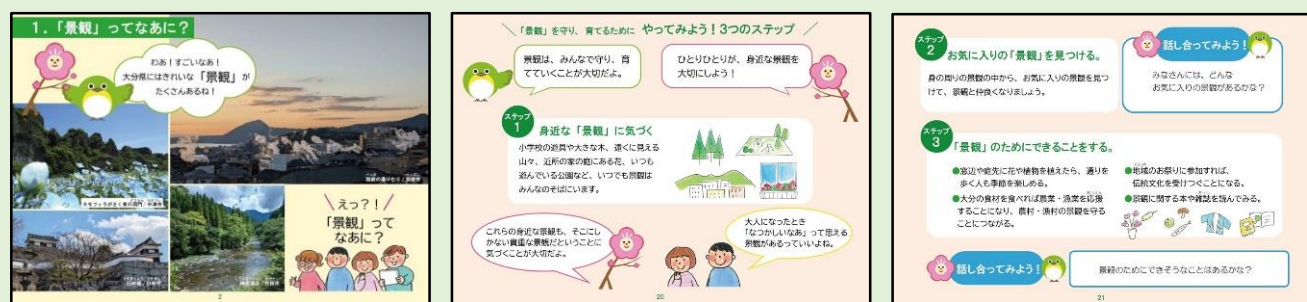 1．「景観」ってなあに？
わあ！すごいなあ！
大分県にはきれいな「景観」が
たくさんあるね！
えっ？！
「景観」って
なあに？
2
「景観」を守り、育てるために やってみよう！3つのステップ
景観は、みんなで守り、育
てていくことが大切だよ。
ひとりひとりが、身近な景観を
大切にしよう！
ステップ
1
身近な「景観」に気づく
小学校の遊具や大きな木、遠くに見える
山々、近所の家の庭にある花、いつも
遊んでいる公園など、いつでも景観は
みんなのそばにいます。
これらの身近な景観も、そこにし
かない貴重な景観だということに
気づくことが大切だよ。
大人になったとき
「なつかしいなあ」って思える
景観があるっていいよね。
20
ステップ
2
お気に入りの「景観」を見つける。
身の周りの景観の中から、お気に入りの景観を見つ
けて、景観と仲良くなりましょう。
話し合ってみよう！
みなさんには、どんな
お気に入りの景観があるかな？
ステップ
3
「景観」のためにできることをする。
●窓辺や庭先に花や植物を植えたら、通りを
歩く人も季節を楽しめる。
●大分の食材を食べれば農業・漁業を応援
することになり、農村・漁村の景観を守る
ことにつながる。
●地域のお祭りに参加すれば、
伝統文化を受けつぐことになる。
●景観に関する本や雑誌を読んでみる。
話し合ってみよう！
景観のためにできそうなことはあるかな？
21